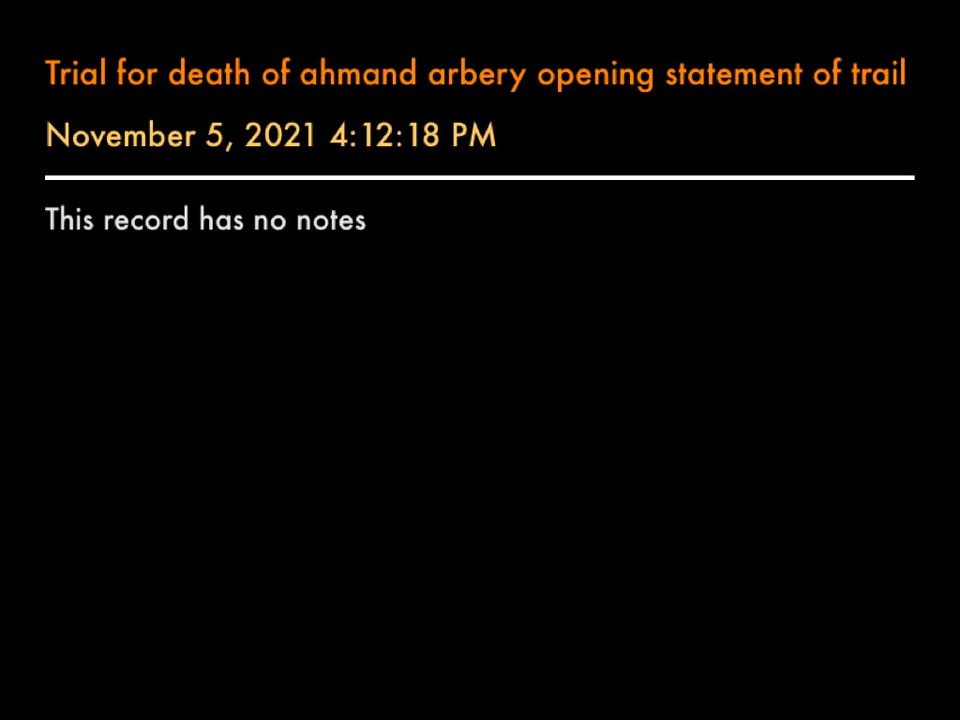 Trial for death of ahmand arbery opening statement of trail
November 5, 2021 4:12:18 PM
This record has no notes